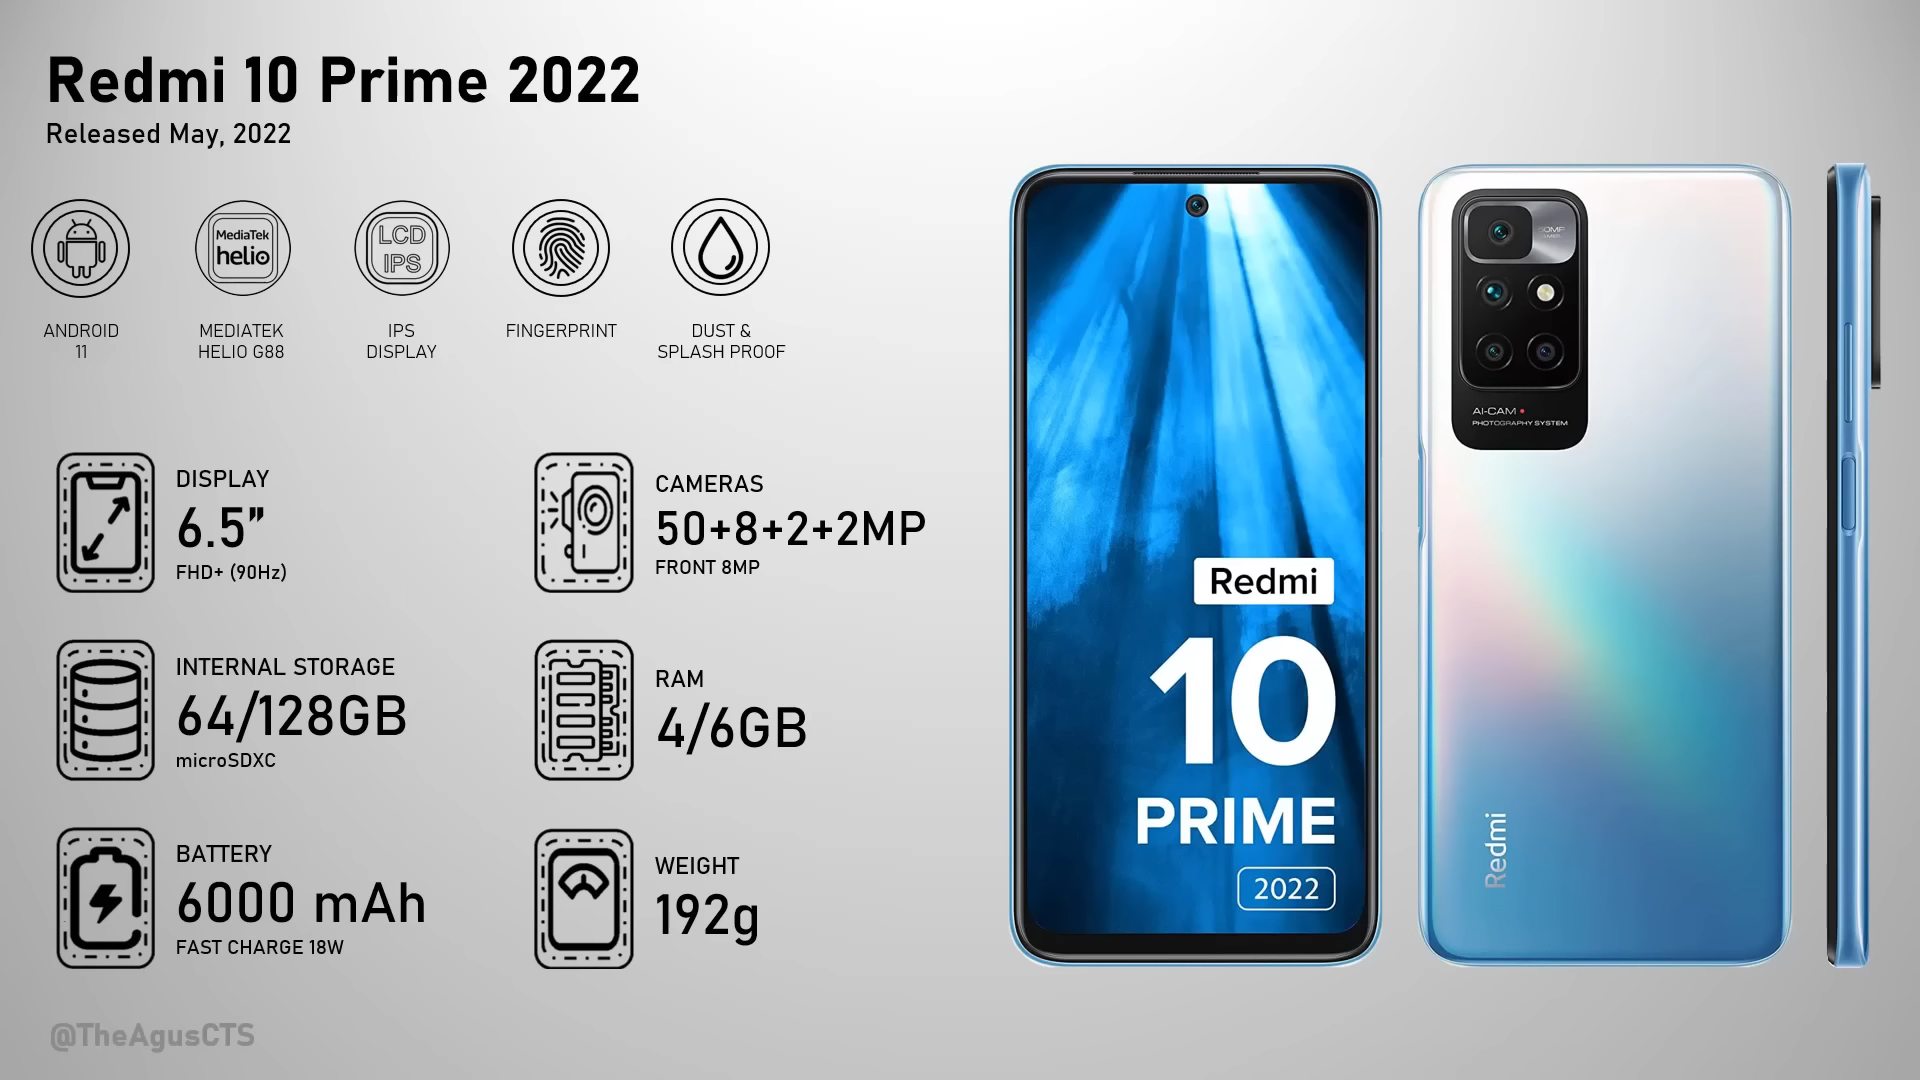 Redmi 10 Prime 2022
Released May, 2022
MediaTek
helio
LCD
IPS
ANDROID
11
MEDIATEK
HELIO G88
IPS
DISPLAY
FINGERPRINT
DUST &
SPLASH PROOF
DISPLAY
6.5”
FHD+ (90Hz)
CAMERAS
50+8+2+2MP
FRONT 8MP
INTERNAL STORAGE
64/128GB
microSDXC
RAM
4/6GB
BATTERY
6000 mAh
FAST CHARGE 18W
WEIGHT
192g
@TheAgusCTS
Redmi
10
PRIME
2022
50MP
AI-CAM
PHOTOGRAPHY SYSTEM
Redmi